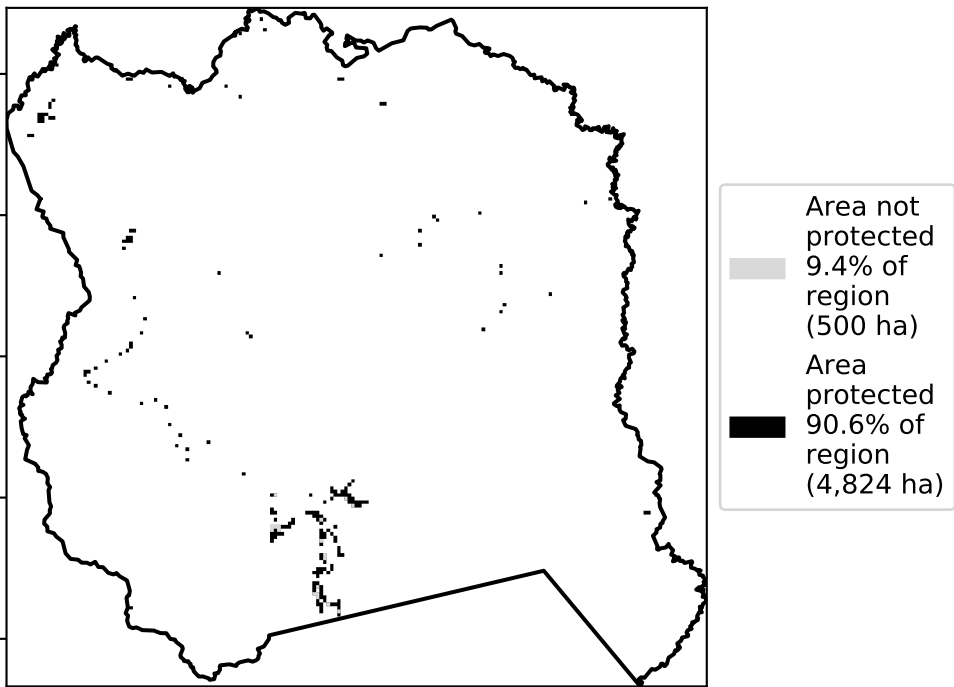 Area not
protected
9.4% of
region
(500 ha)
Area
protected
90.6% of
region
(4,824 ha)